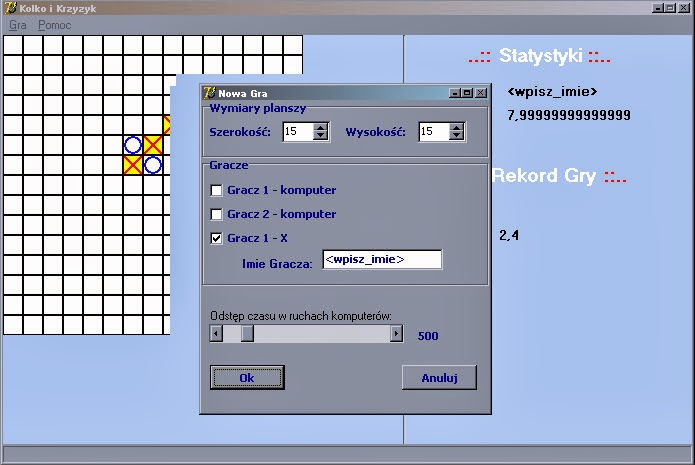 Kolko i Krzyzyk
Gra Pomoc
..:: Statystyki ::..
<wpisz_imie>
7,99999999999999
Rekord Gry ::..
2,4
Nowa Gra
Wymiary planszy
Szerokość: 15 Wysokość: 15
Gracze
Gracz 1 - komputer
Gracz 2 - komputer
Gracz 1 - X
Imie Gracza: <wpisz_imie>
Odstęp czasu w ruchach komputerów:
500
Ok Anuluj